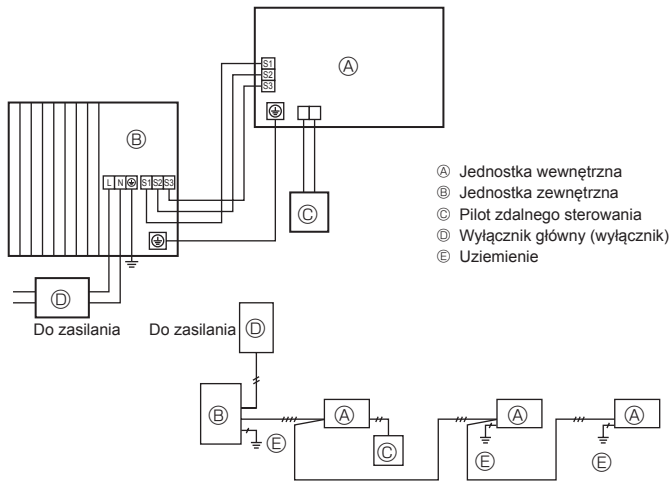 S1
S2
S3
Ⓐ
Ⓑ
L N S1 S2 S3
Ⓒ
Ⓓ
Do zasilania
Ⓐ Jednostka wewnętrzna
Ⓑ Jednostka zewnętrzna
Ⓒ Pilot zdalnego sterowania
Ⓓ Wyłącznik główny (wyłącznik)
Ⓔ Uziemienie
Do zasilania
Ⓓ
Ⓑ
Ⓔ
Ⓐ
Ⓒ
Ⓐ
Ⓔ
Ⓐ
Ⓔ